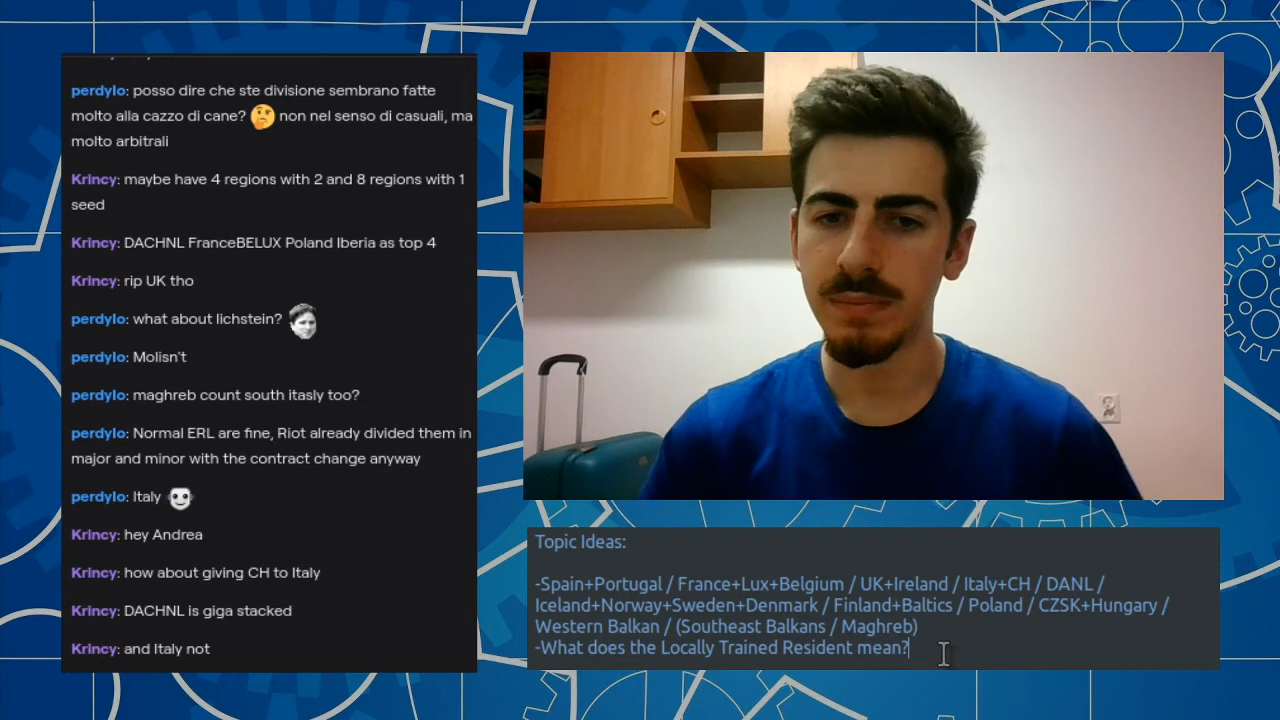 perdylo: posso dire che ste divisione sembrano fatte
molto alla cazzo di cane? 🤔 non nel senso di casuali, ma
molto arbitrali
Krincy: maybe have 4 regions with 2 and 8 regions with 1
seed
Krincy: DACHNL FranceBELUX Poland Iberia as top 4
Krincy: rip UK tho
perdylo: what about lichstein?
perdylo: Molisn't
perdylo: maghreb count south itasly too?
perdylo: Normal ERL are fine, Riot already divided them in
major and minor with the contract change anyway
perdylo: Italy
Krincy: hey Andrea
Krincy: how about giving CH to Italy
Krincy: DACHNL is giga stacked
Krincy: and Italy not
Topic Ideas:
-Spain+Portugal / France+Lux+Belgium / UK+Ireland / Italy+CH / DANL /
Iceland+Norway+Sweden+Denmark / Finland+Baltics / Poland / CZSK+Hungary /
Western Balkan / (Southeast Balkans / Maghreb)
-What does the Locally Trained Resident mean?